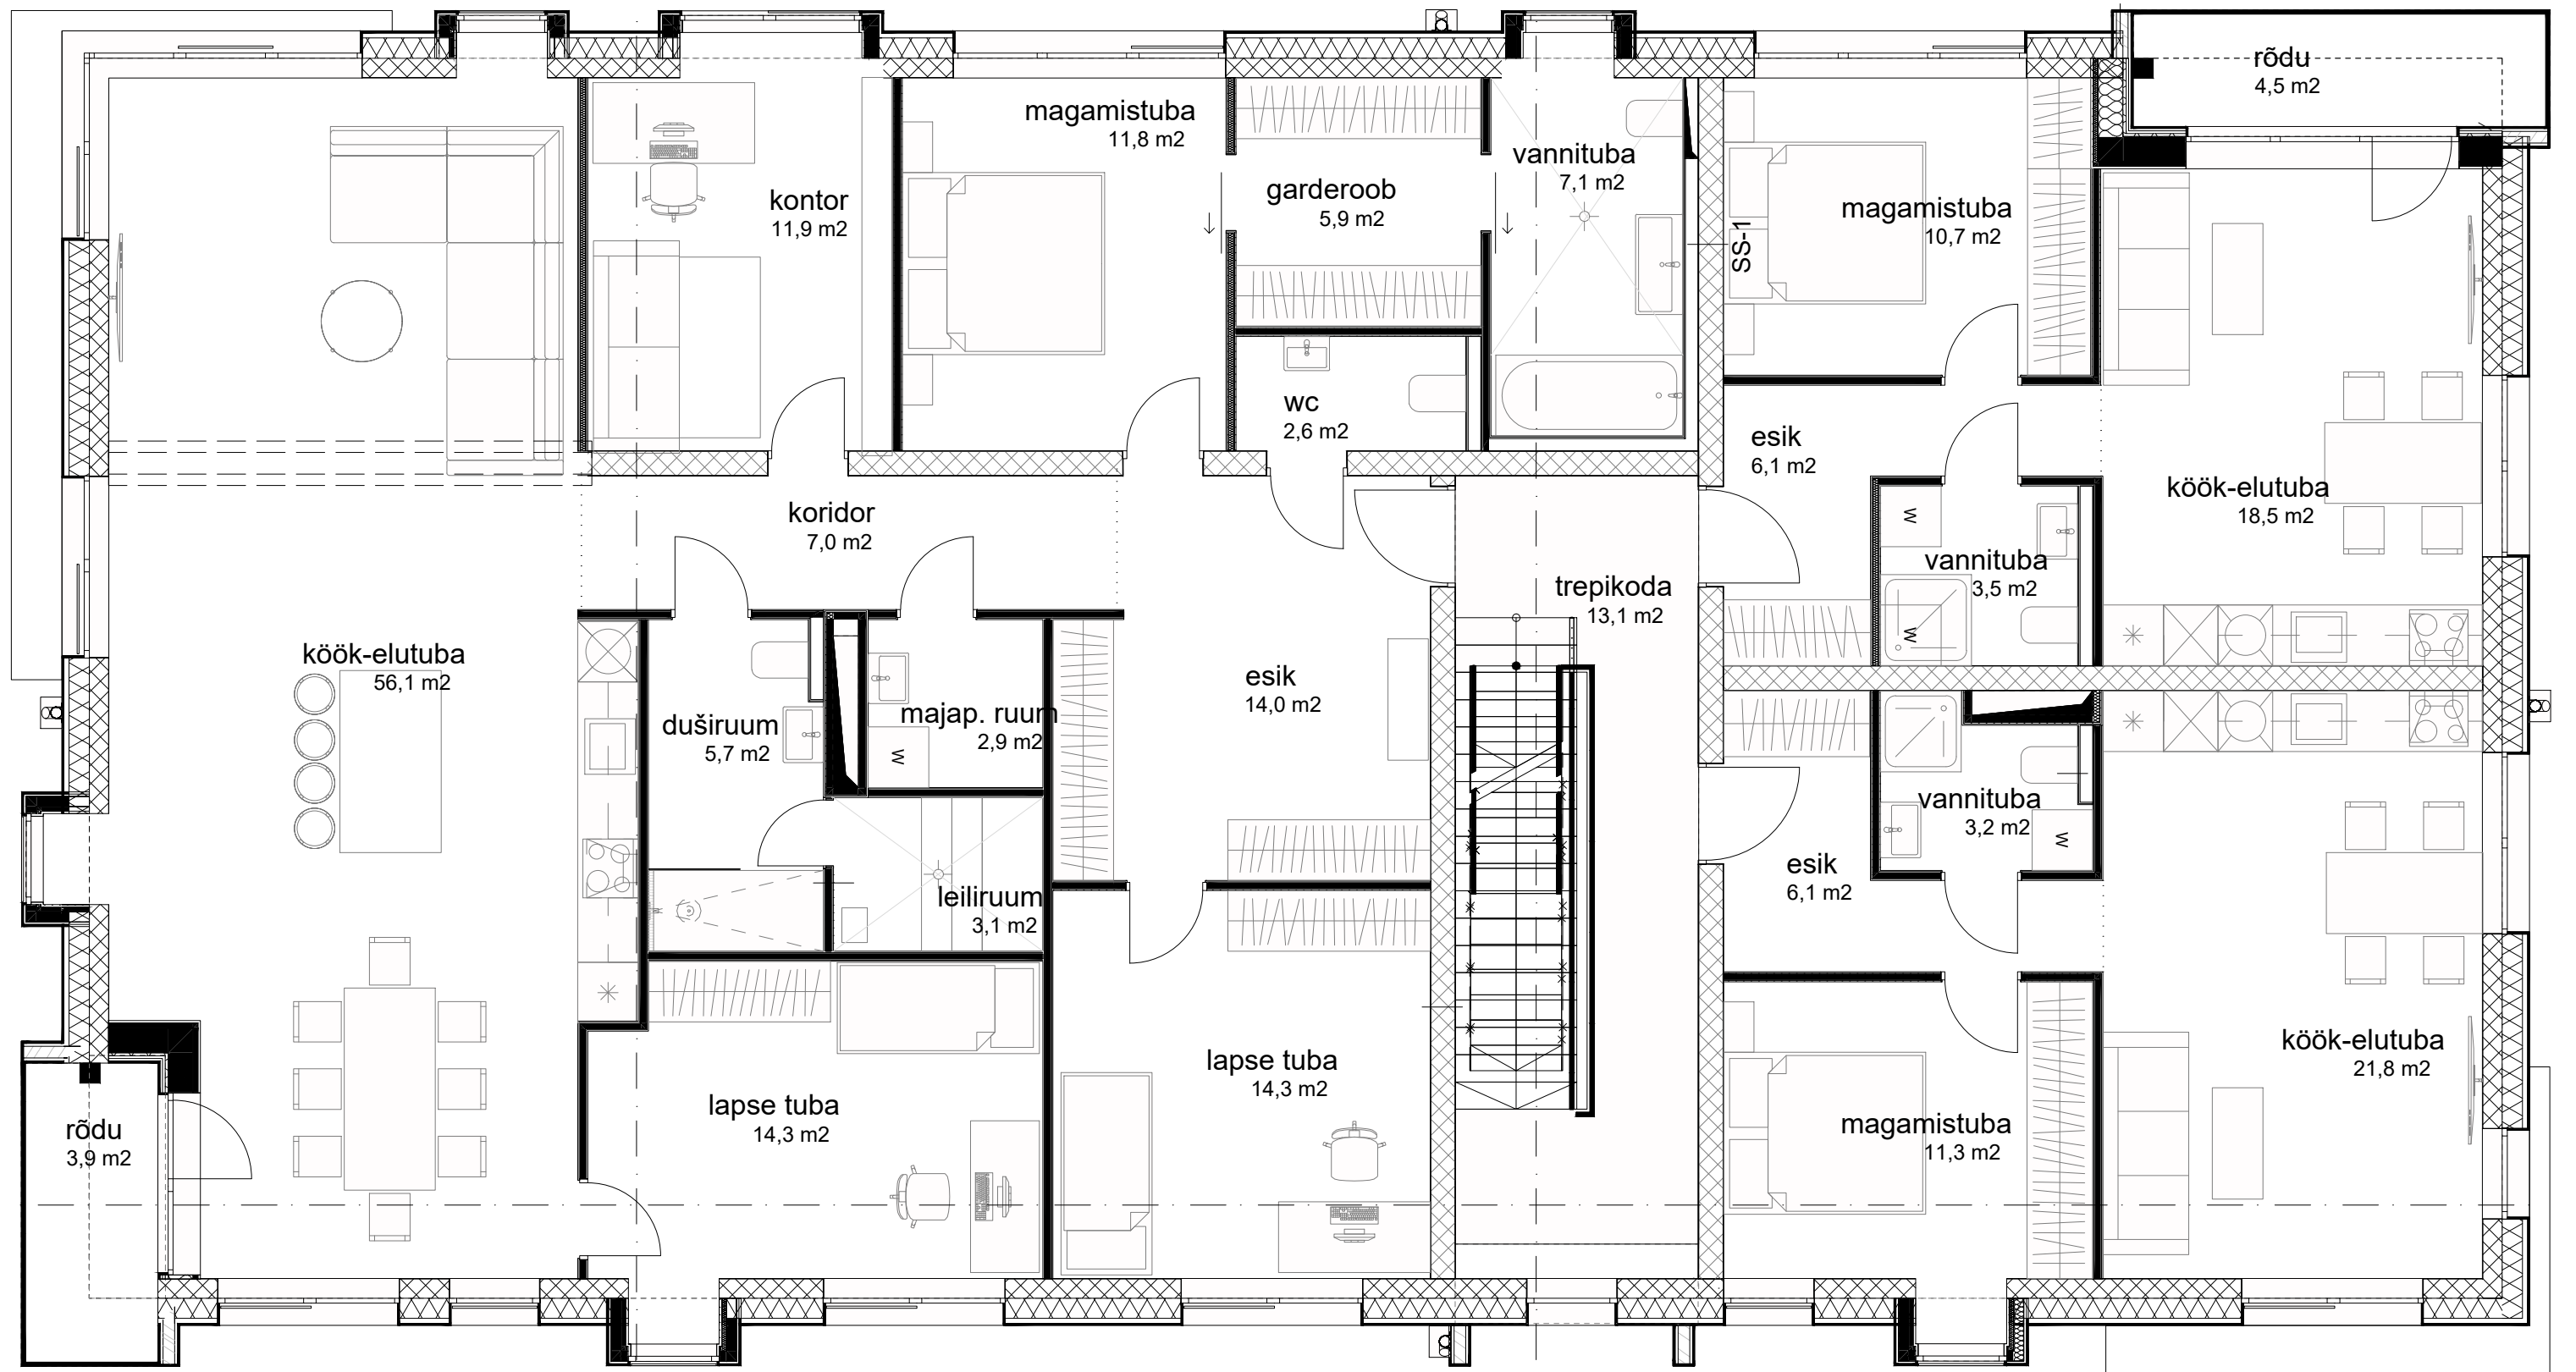 rõdu
4,5 m2
magamistuba
11,8 m2
vannituba
7,1 m2
garderoob
5,9 m2
kontor
11,9 m2
magamistuba
10,7 m2
SS-1
wc
2,6 m2
esik
6,1 m2
köök-elutuba
18,5 m2
koridor
7,0 m2
W
vannituba
3,5 m2
W
trepikoda
13,1 m2
köök-elutuba
56,1 m2
esik
14,0 m2
duširuum
5,7 m2
majap. ruum
2,9 m2
W
vannituba
3,2 m2
W
esik
6,1 m2
leiliruum
3,1 m2
köök-elutuba
21,8 m2
lapse tuba
14,3 m2
lapse tuba
14,3 m2
magamistuba
11,3 m2
rõdu
3,9 m2